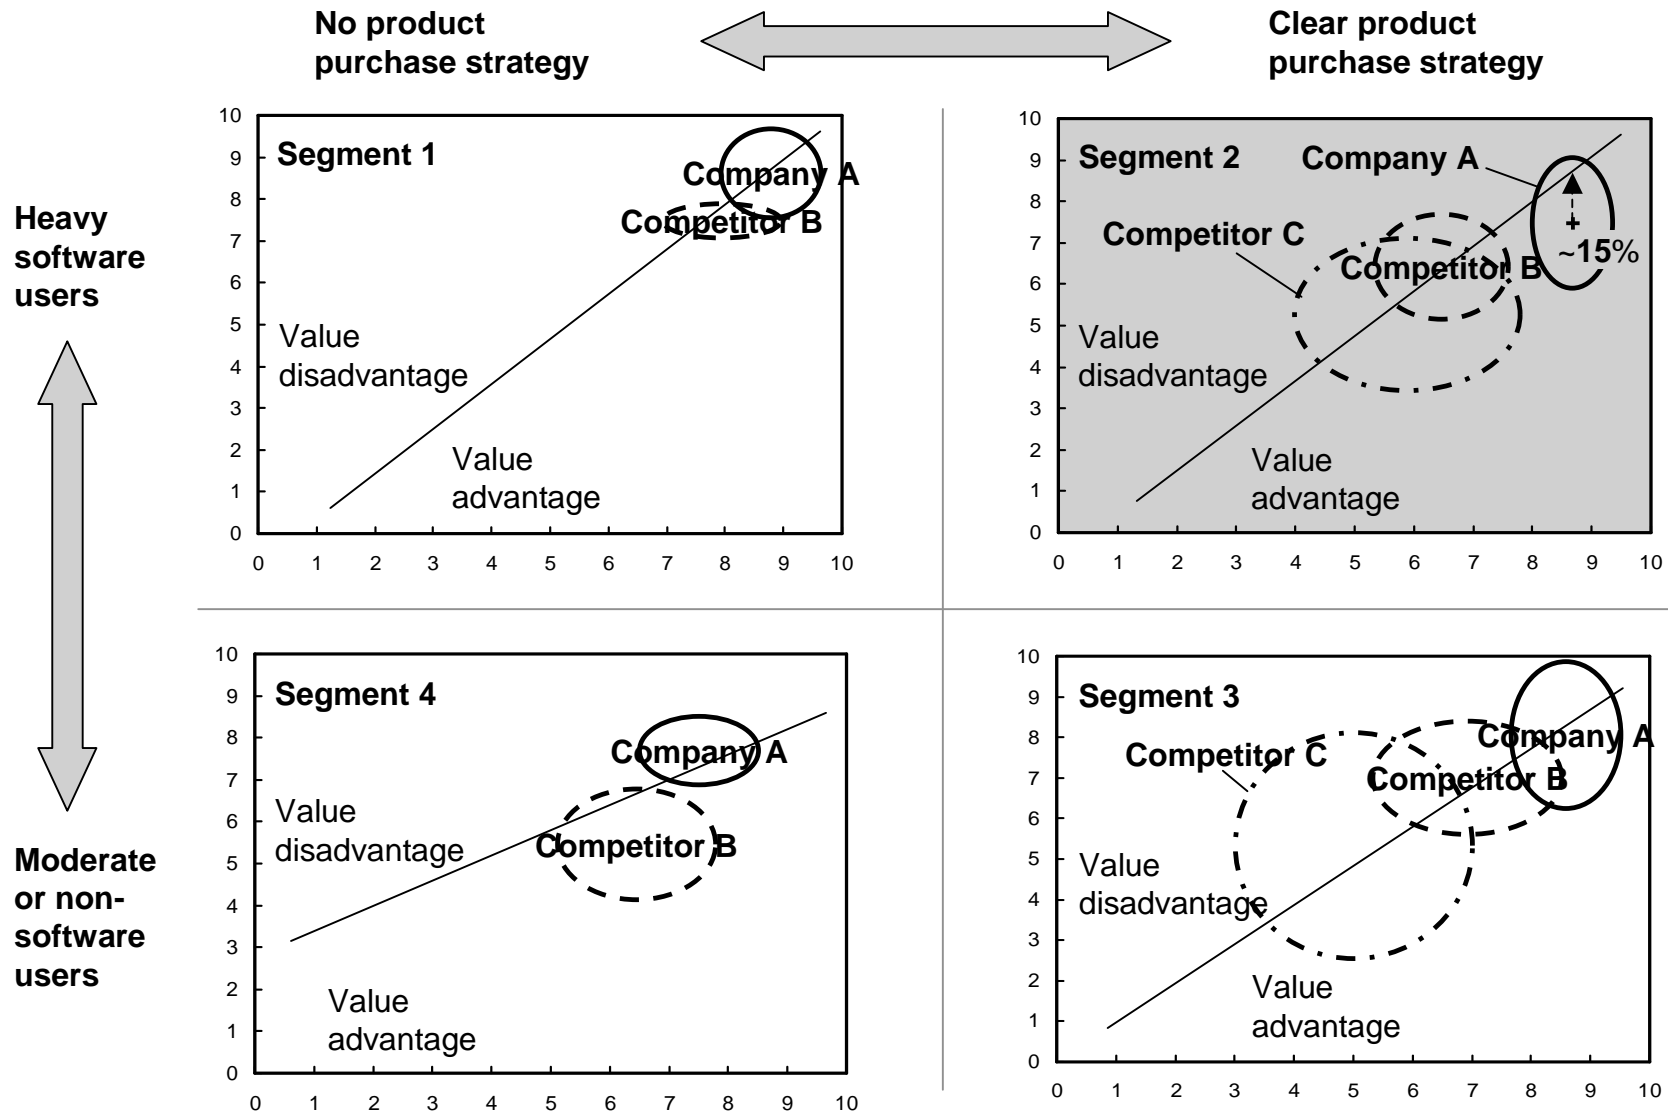 No product
purchase strategy
Clear product
purchase strategy
Heavy
software
users
Moderate
or non-
software
users
10
9
8
7
6
5
4
3
2
1
0
Segment 1
Company A
Competitor B
Value
disadvantage
Value
advantage
0 1 2 3 4 5 6 7 8 9 10
10
9
8
7
6
5
4
3
2
1
0
Segment 2
Company A
Competitor C
~15%
Competitor B
Value
disadvantage
Value
advantage
0 1 2 3 4 5 6 7 8 9 10
10
9
8
7
6
5
4
3
2
1
0
Segment 4
Company A
Value
disadvantage
Competitor B
Value
advantage
0 1 2 3 4 5 6 7 8 9 10
10
9
8
7
6
5
4
3
2
1
0
Segment 3
Company A
Competitor C
Competitor B
Value
disadvantage
Value
advantage
0 1 2 3 4 5 6 7 8 9 10